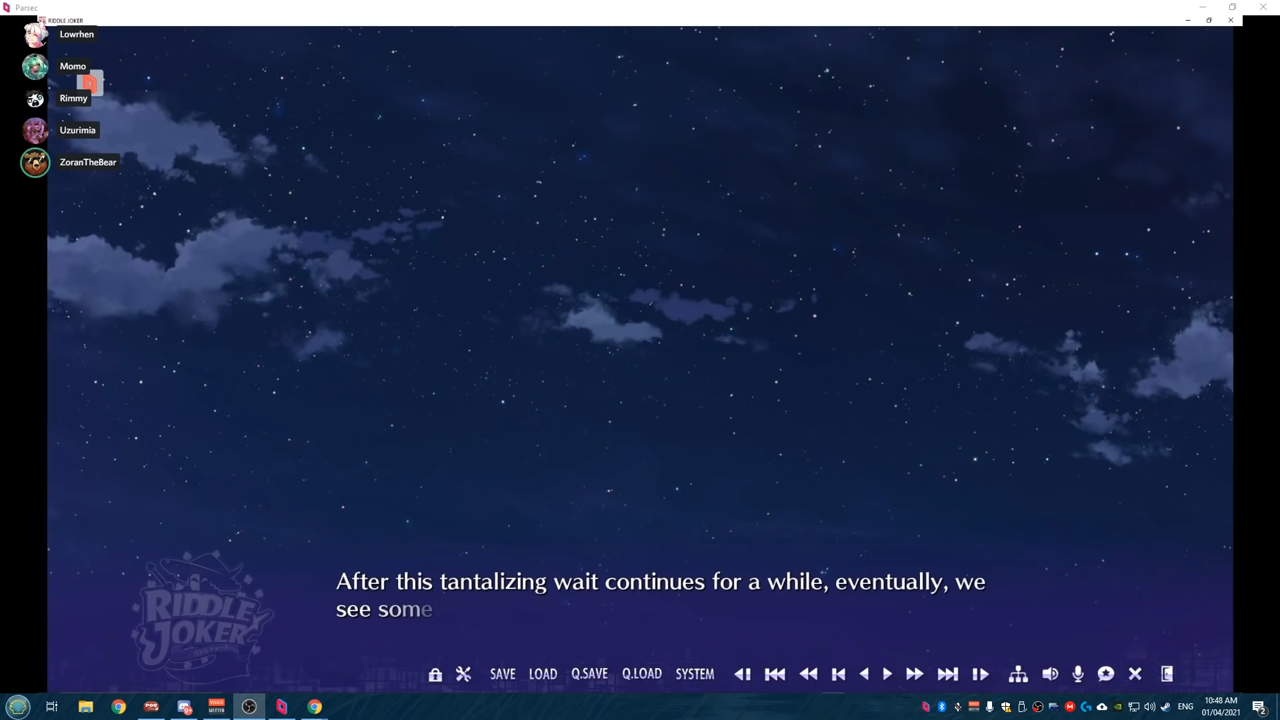 Parsec
RIDDLE JOKER
Lowrhen
Momo
Rimmy
Uzurimia
ZoranTheBear
RIDDLE
JOKER
After this tantalizing wait continues for a while, eventually, we
see some
SAVE LOAD Q.SAVE Q.LOAD SYSTEM
ENG
10:48 AM
01/04/2021